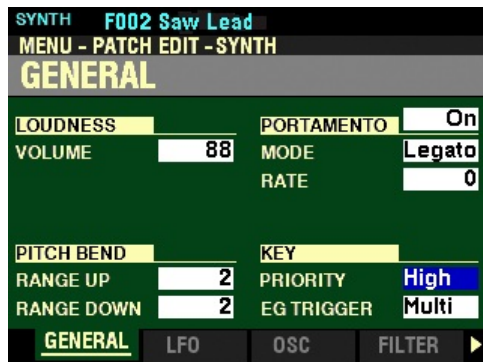 SYNTH F002 Saw Lead
MENU - PATCH EDIT -SYNTH
GENERAL
LOUDNESS
VOLUME 88
PORTAMENTO On
MODE Legato
RATE 0
PITCH BEND
RANGE UP 2
RANGE DOWN 2
KEY
PRIORITY High
EG TRIGGER Multi
GENERAL LFO OSC FILTER